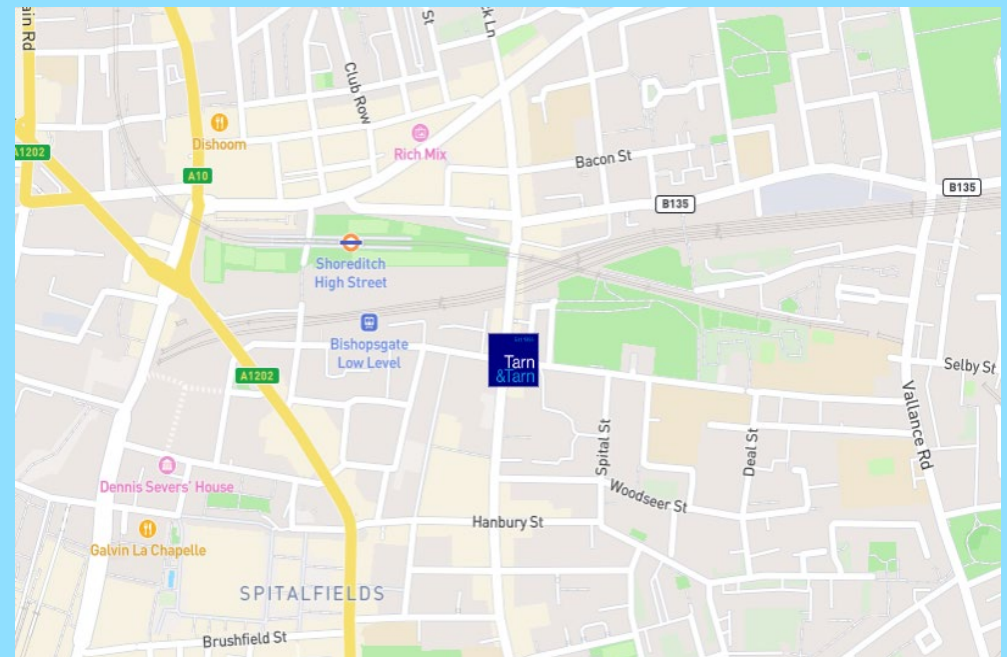 ain Rd
St
ck Ln
Club Row
Dishoom
Rich Mix
A1202
A10
Bacon St
B135
B135
Shoreditch
High Street
Bishopsgate
Low Level
Tarn
&Tarn
A1202
Selby St
Vallance Rd
Spital St
Deal St
Dennis Severs' House
Woodseer St
Hanbury St
Galvin La Chapelle
SPITALFIELDS
Brushfield St